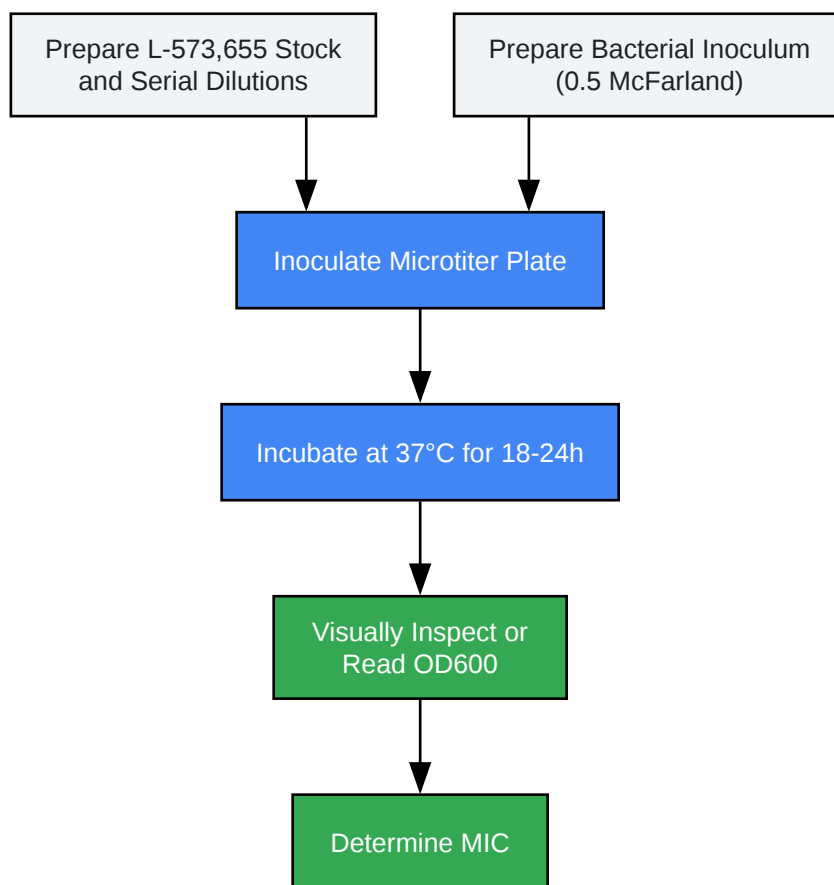 Prepare L-573,655 Stock
and Serial Dilutions
Prepare Bacterial Inoculum
(0.5 McFarland)
Inoculate Microtiter Plate
Incubate at 37°C for 18-24h
Visually Inspect or
Read OD600
Determine MIC